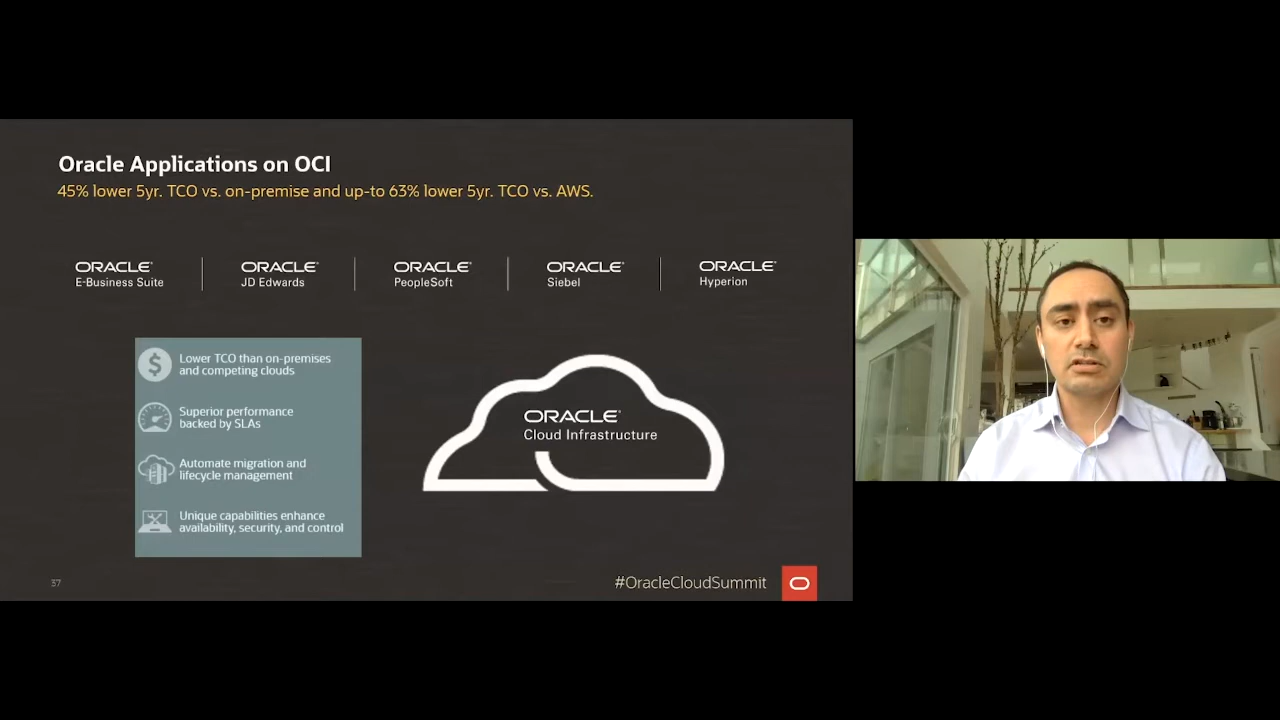 Oracle Applications on OCI
45% lower 5yr. TCO vs. on-premise and up-to 63% lower 5yr. TCO vs. AWS.
ORACLE®
E-Business Suite
ORACLE®
JD Edwards
ORACLE®
PeopleSoft
ORACLE®
Siebel
ORACLE®
Hyperion
$
Lower TCO than on-premises
and competing clouds
Superior performance
backed by SLAs
Automate migration and
lifecycle management
Unique capabilities enhance
availability, security, and control
ORACLE®
Cloud Infrastructure
37
#OracleCloudSummit